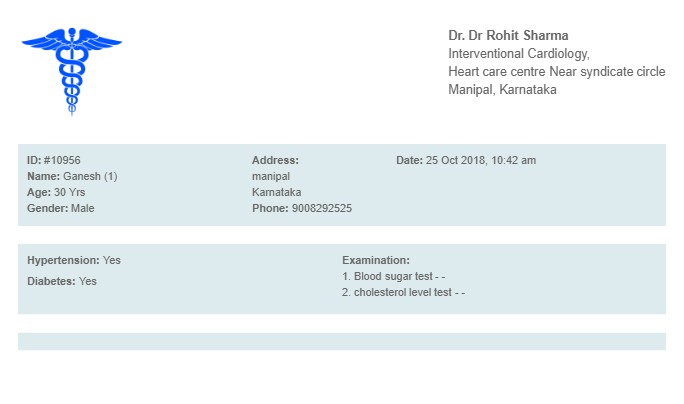 Dr. Dr Rohit Sharma
Interventional Cardiology,
Heart care centre Near syndicate circle
Manipal, Karnataka
ID: #10956
Name: Ganesh (1)
Age: 30 Yrs
Gender: Male
Address:
manipal
Karnataka
Phone: 9008292525
Date: 25 Oct 2018, 10:42 am
Hypertension: Yes
Diabetes: Yes
Examination:
1. Blood sugar test - -
2. cholesterol level test - -